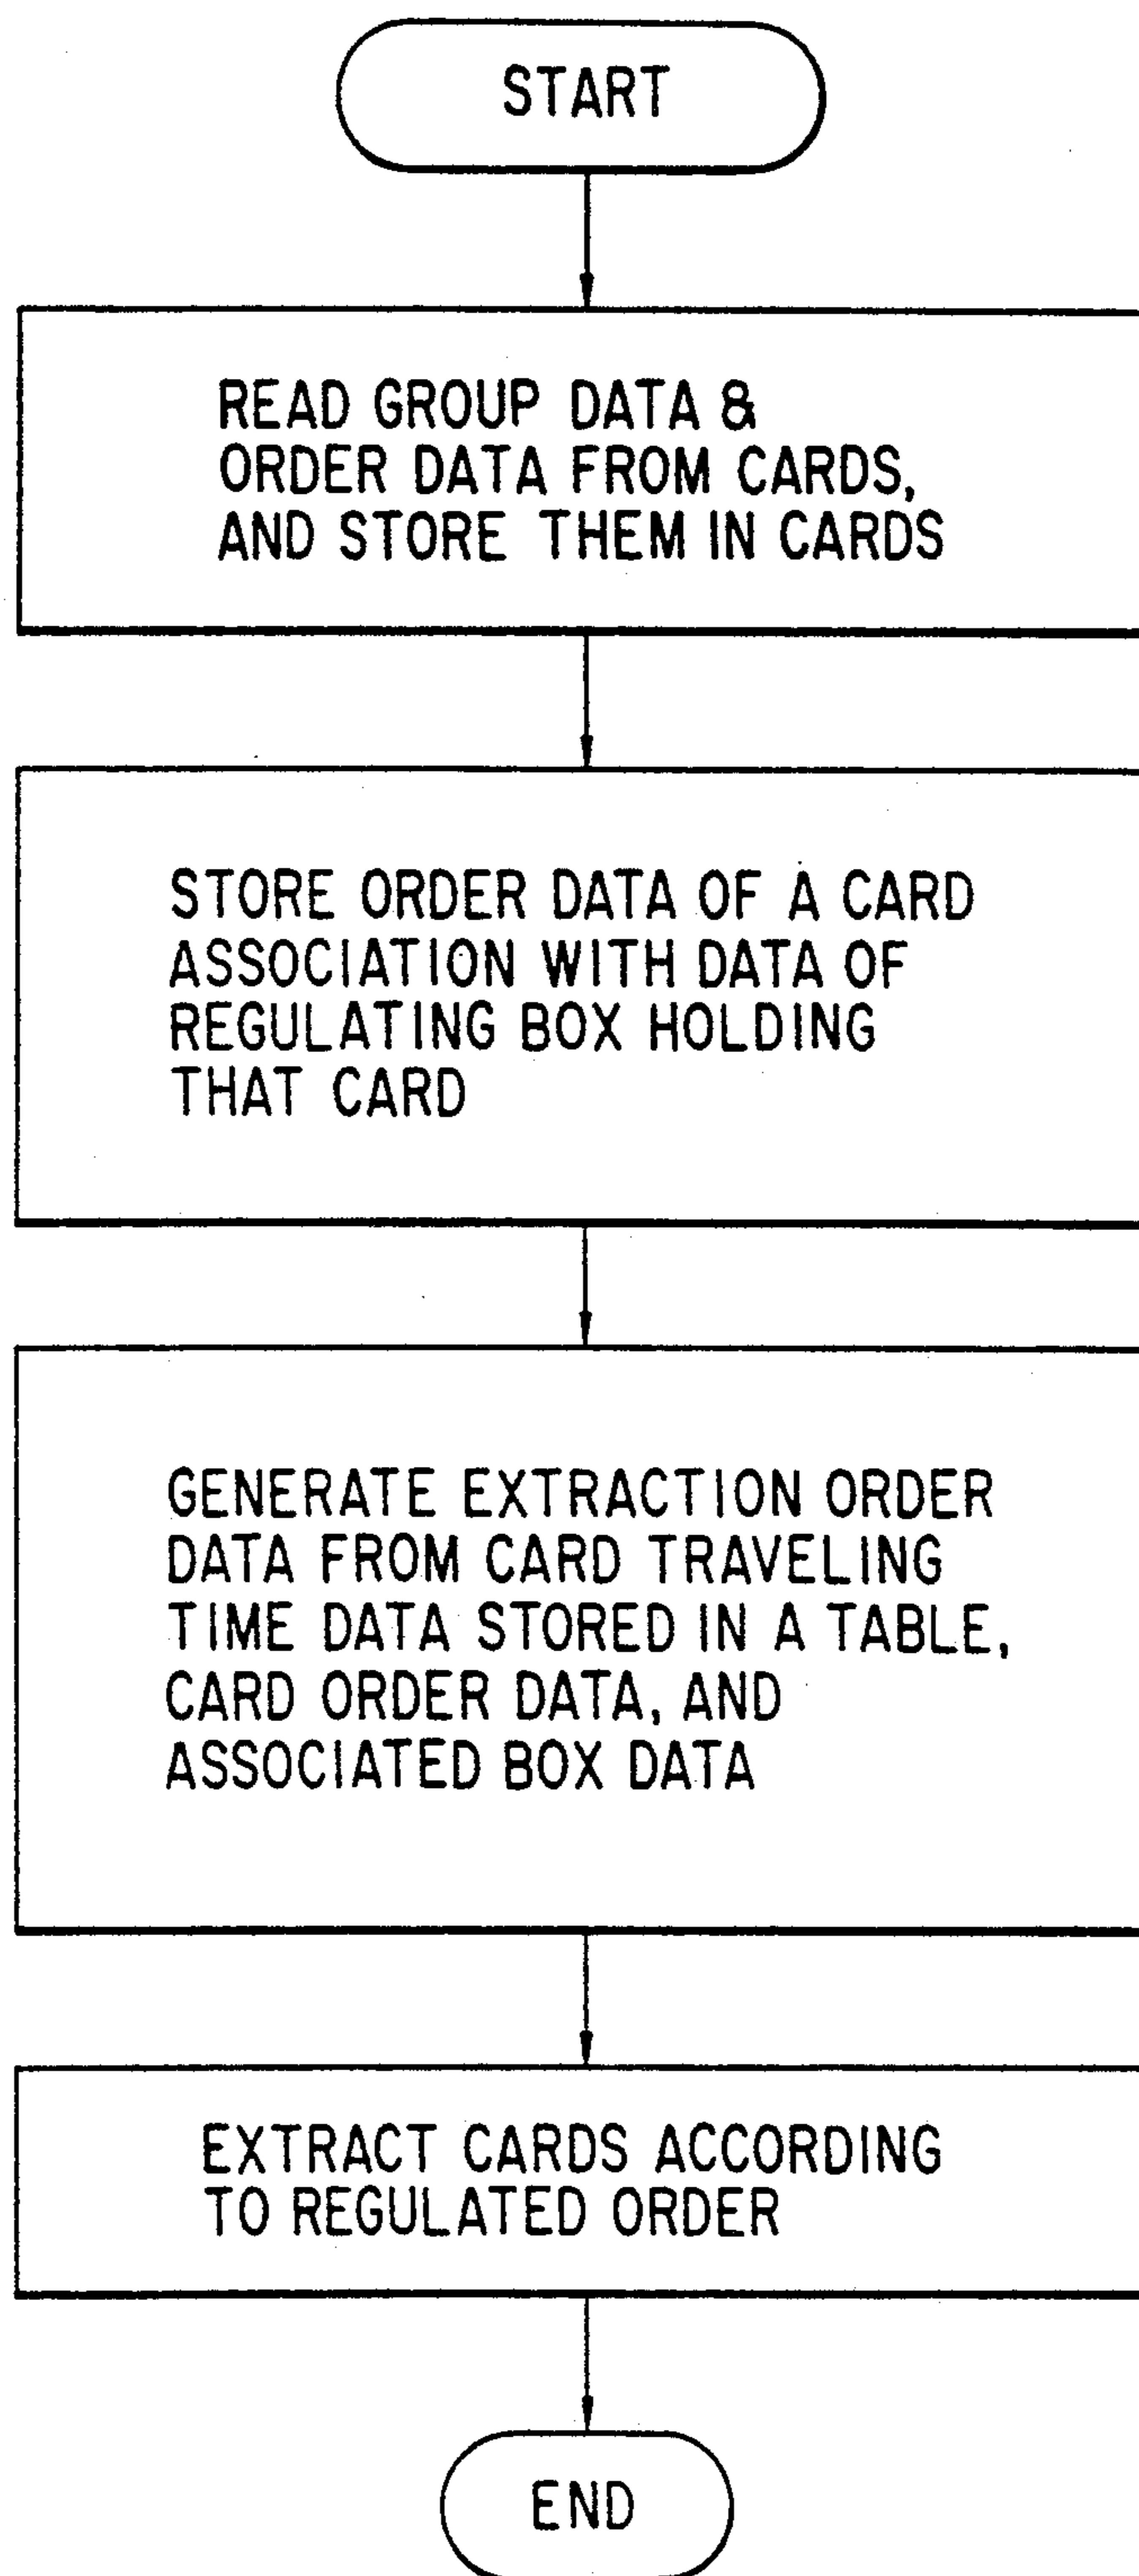 START
READ GROUP DATA &
ORDER DATA FROM CARDS,
AND STORE THEM IN CARDS
STORE ORDER DATA OF A CARD
ASSOCIATION WITH DATA OF
REGULATING BOX HOLDING
THAT CARD
GENERATE EXTRACTION ORDER
DATA FROM CARD TRAVELING
TIME DATA STORED IN A TABLE,
CARD ORDER DATA, AND
ASSOCIATED BOX DATA
EXTRACT CARDS ACCORDING
TO REGULATED ORDER
END